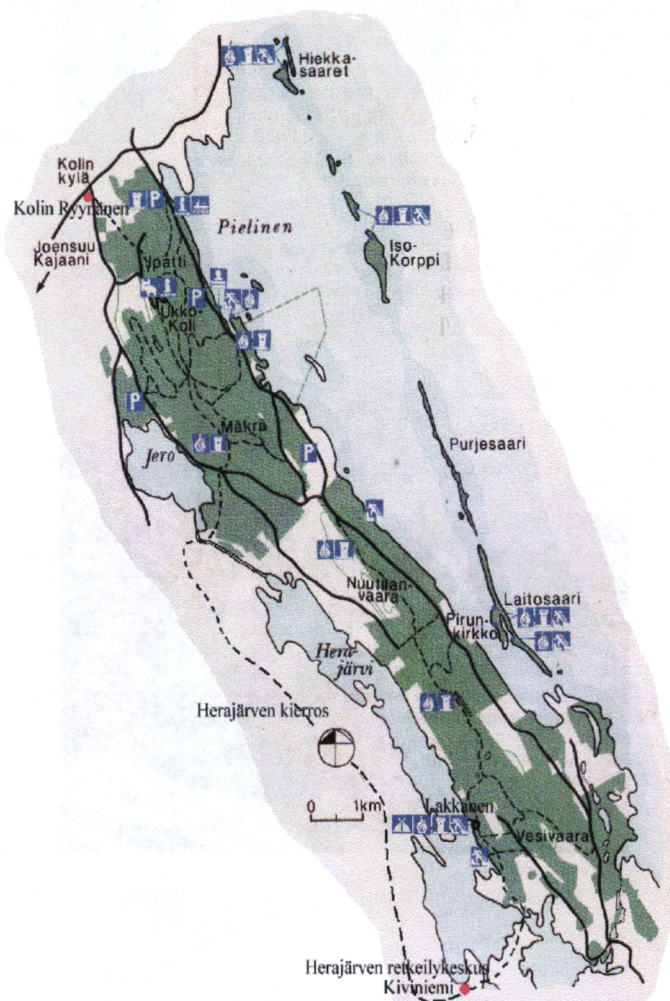 Hiekka-
saaret
Kolin
kylä
P
Kolin Ryynänen
Pielinen
Joensuu
Kajaani
Iso-
Korppi
Ypatti
P
Ukko-
Koli
P
Mäkrä
Jero
P
Purjesaari
Nuutilan-
vaara
Laitosaari
Pirun-
kirkko
Hera-
järvi
Herajärven kierros
0 1km
Lakkanen
Vesivaara
Herajärven retkeilykeskus
Kiviniemi